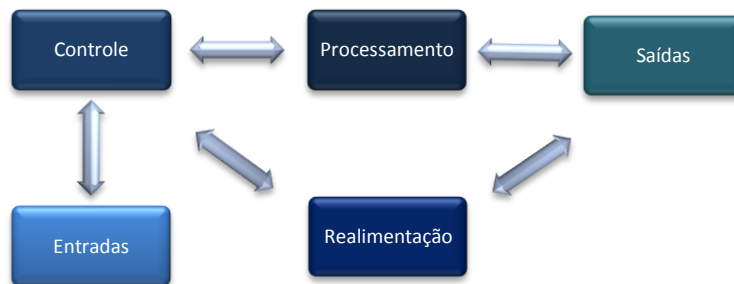 Controle
Processamento
Saídas
Entradas
Realimentação